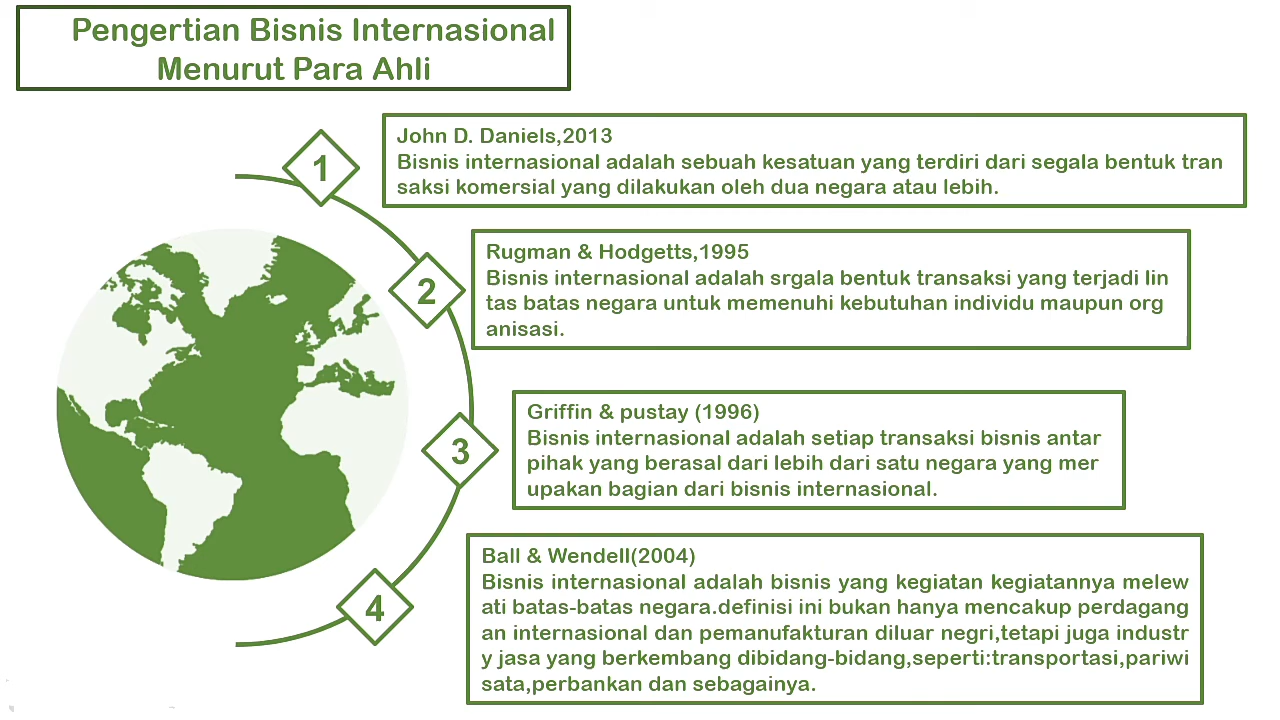 Pengertian Bisnis Internasional
Menurut Para Ahli
1
John D. Daniels,2013
Bisnis internasional adalah sebuah kesatuan yang terdiri dari segala bentuk tran
saksi komersial yang dilakukan oleh dua negara atau lebih.
2
Rugman & Hodgetts,1995
Bisnis internasional adalah srgala bentuk transaksi yang terjadi lin
tas batas negara untuk memenuhi kebutuhan individu maupun org
anisasi.
3
Griffin & pustay (1996)
Bisnis internasional adalah setiap transaksi bisnis antar
pihak yang berasal dari lebih dari satu negara yang mer
upakan bagian dari bisnis internasional.
4
Ball & Wendell(2004)
Bisnis internasional adalah bisnis yang kegiatan kegiatannya melew
ati batas-batas negara.definisi ini bukan hanya mencakup perdagang
an internasional dan pemanufakturan diluar negri,tetapi juga industr
y jasa yang berkembang dibidang-bidang,seperti:transportasi,pariwi
sata,perbankan dan sebagainya.